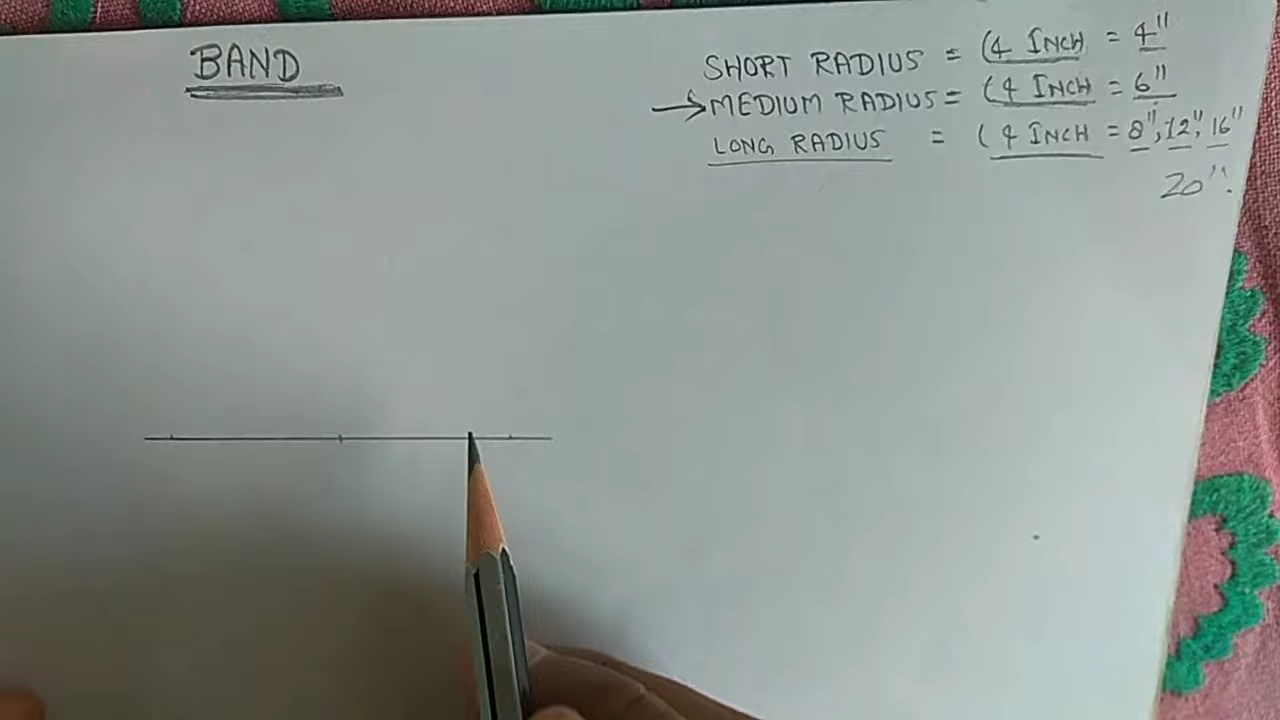 BAND
SHORT RADIUS = (4 INCH = 4"
→MEDIUM RADIUS = (4 INCH = 6"
LONG RADIUS = (4 INCH = 8", 12", 16"
20".